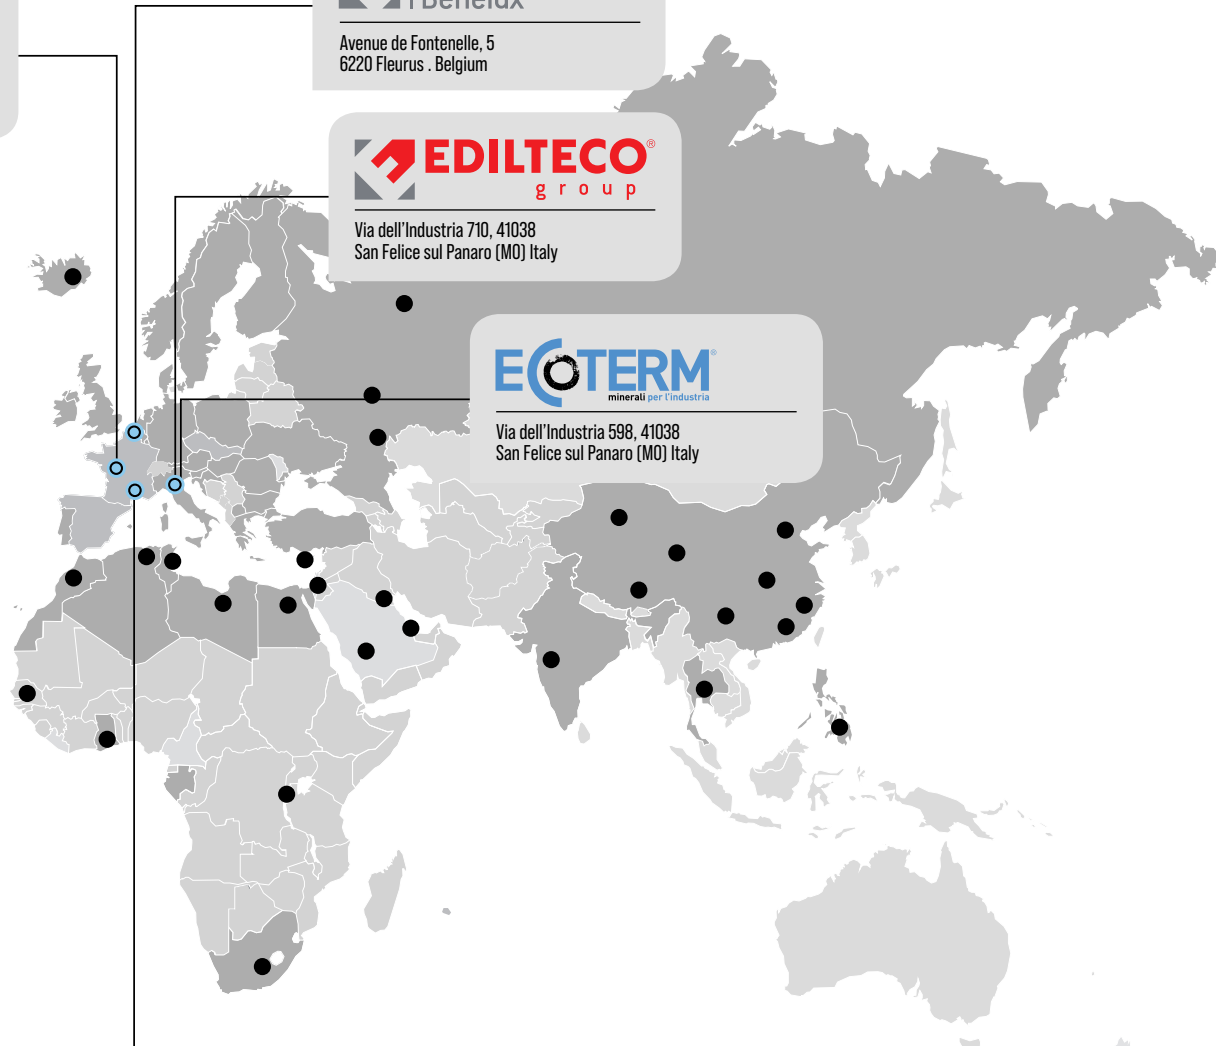 Benelux
Avenue de Fontenelle, 5
6220 Fleurus . Belgium
EDILTECO®
group
Via dell'Industria 710, 41038
San Felice sul Panaro (MO) Italy
ECOTERM®
minerali per l'industria
Via dell'Industria 598, 41038
San Felice sul Panaro (MO) Italy